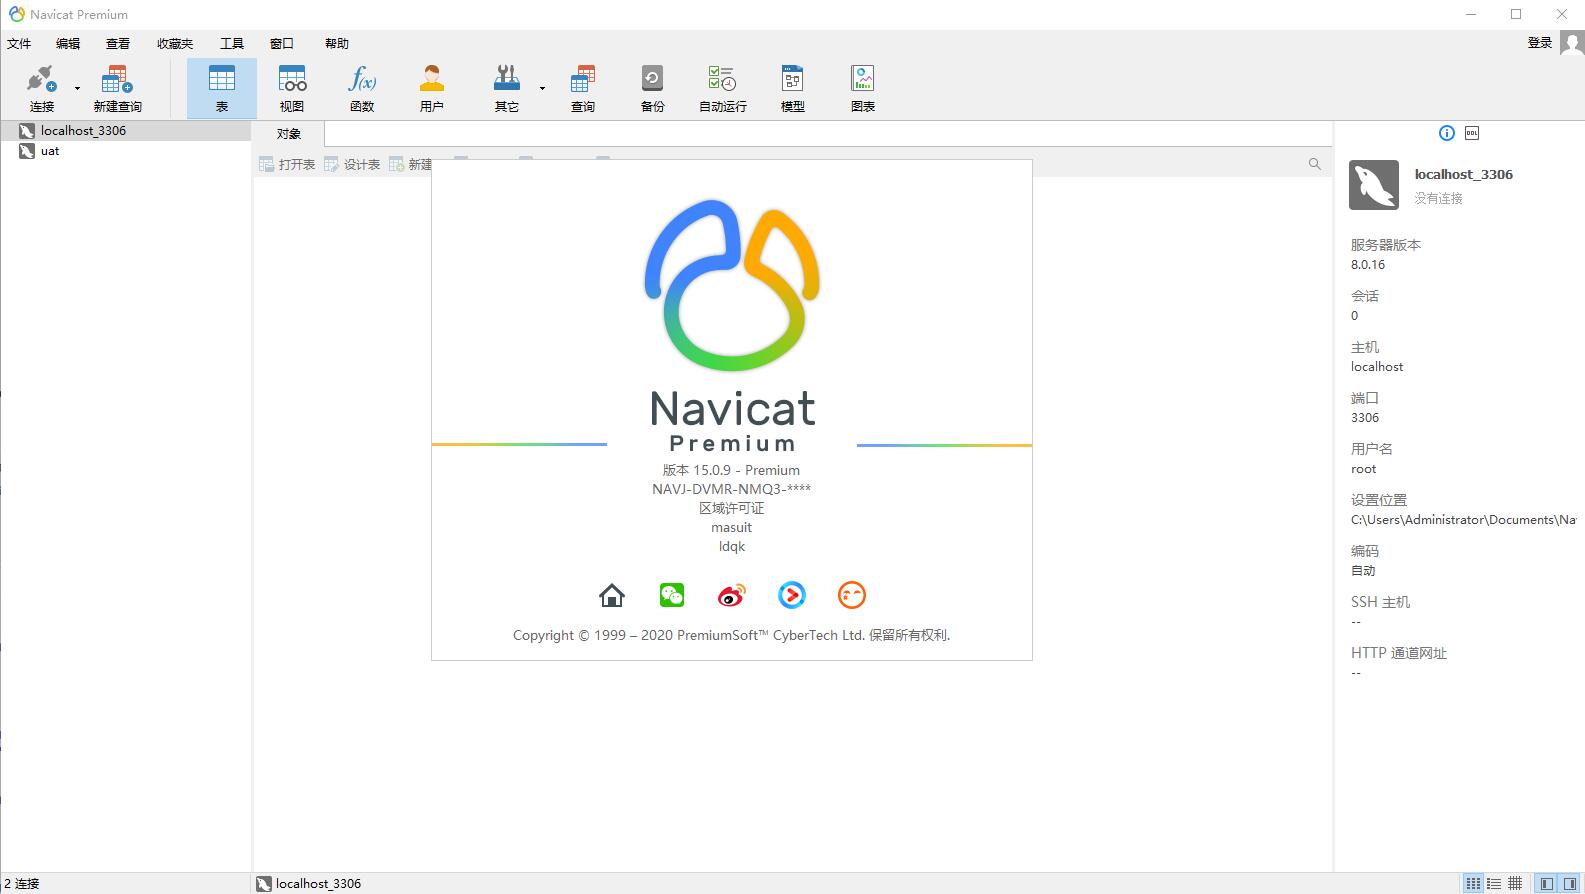 Navicat Premium
文件 编辑 查看 收藏夹 工具 窗口 帮助 登录
连接 新建查询 表 视图 函数 用户 其它 查询 备份 自动运行 模型 图表
f(x)
localhost_3306
uat
对象
打开表 设计表 新建
DDL
localhost_3306
没有连接
服务器版本
8.0.16
会话
0
主机
localhost
端口
3306
用户名
root
设置位置
C:\Users\Administrator\Documents\Na
编码
自动
SSH 主机
--
HTTP 通道网址
--
Navicat
Premium
版本 15.0.9 - Premium
NAVJ-DVMR-NMQ3-****
区域许可证
masuit
ldqk
Copyright © 1999 – 2020 PremiumSoft™ CyberTech Ltd. 保留所有权利.
2 连接 localhost_3306